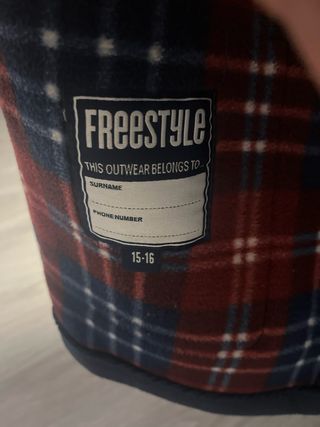 FREESTYLE
THIS OUTWEAR BELONGS TO...
SURNAME
PHONE NUMBER
15-16